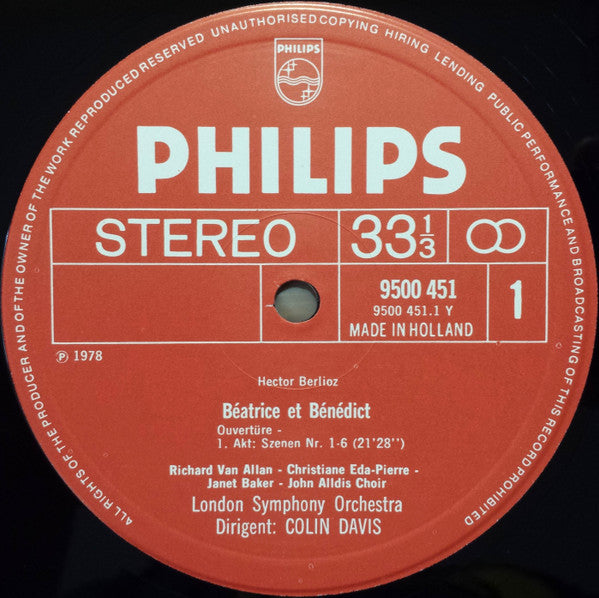 ALL RIGHTS OF THE PRODUCER AND OF THE OWNER OF THE WORK REPRODUCED RESERVED UNAUTHORISED COPYING HIRING LENDING PUBLIC PERFORMANCE AND BROADCASTING OF THIS RECORD PROHIBITED
PHILIPS
PHILIPS
STEREO 33 1/3
9500 451 1
9500 451.1 Y
MADE IN HOLLAND
℗ 1978
Hector Berlioz
Béatrice et Bénédict
Ouvertüre -
1. Akt: Szenen Nr. 1-6 (21'28'')
Richard Van Allan - Christiane Eda-Pierre -
Janet Baker - John Alldis Choir
London Symphony Orchestra
Dirigent: COLIN DAVIS